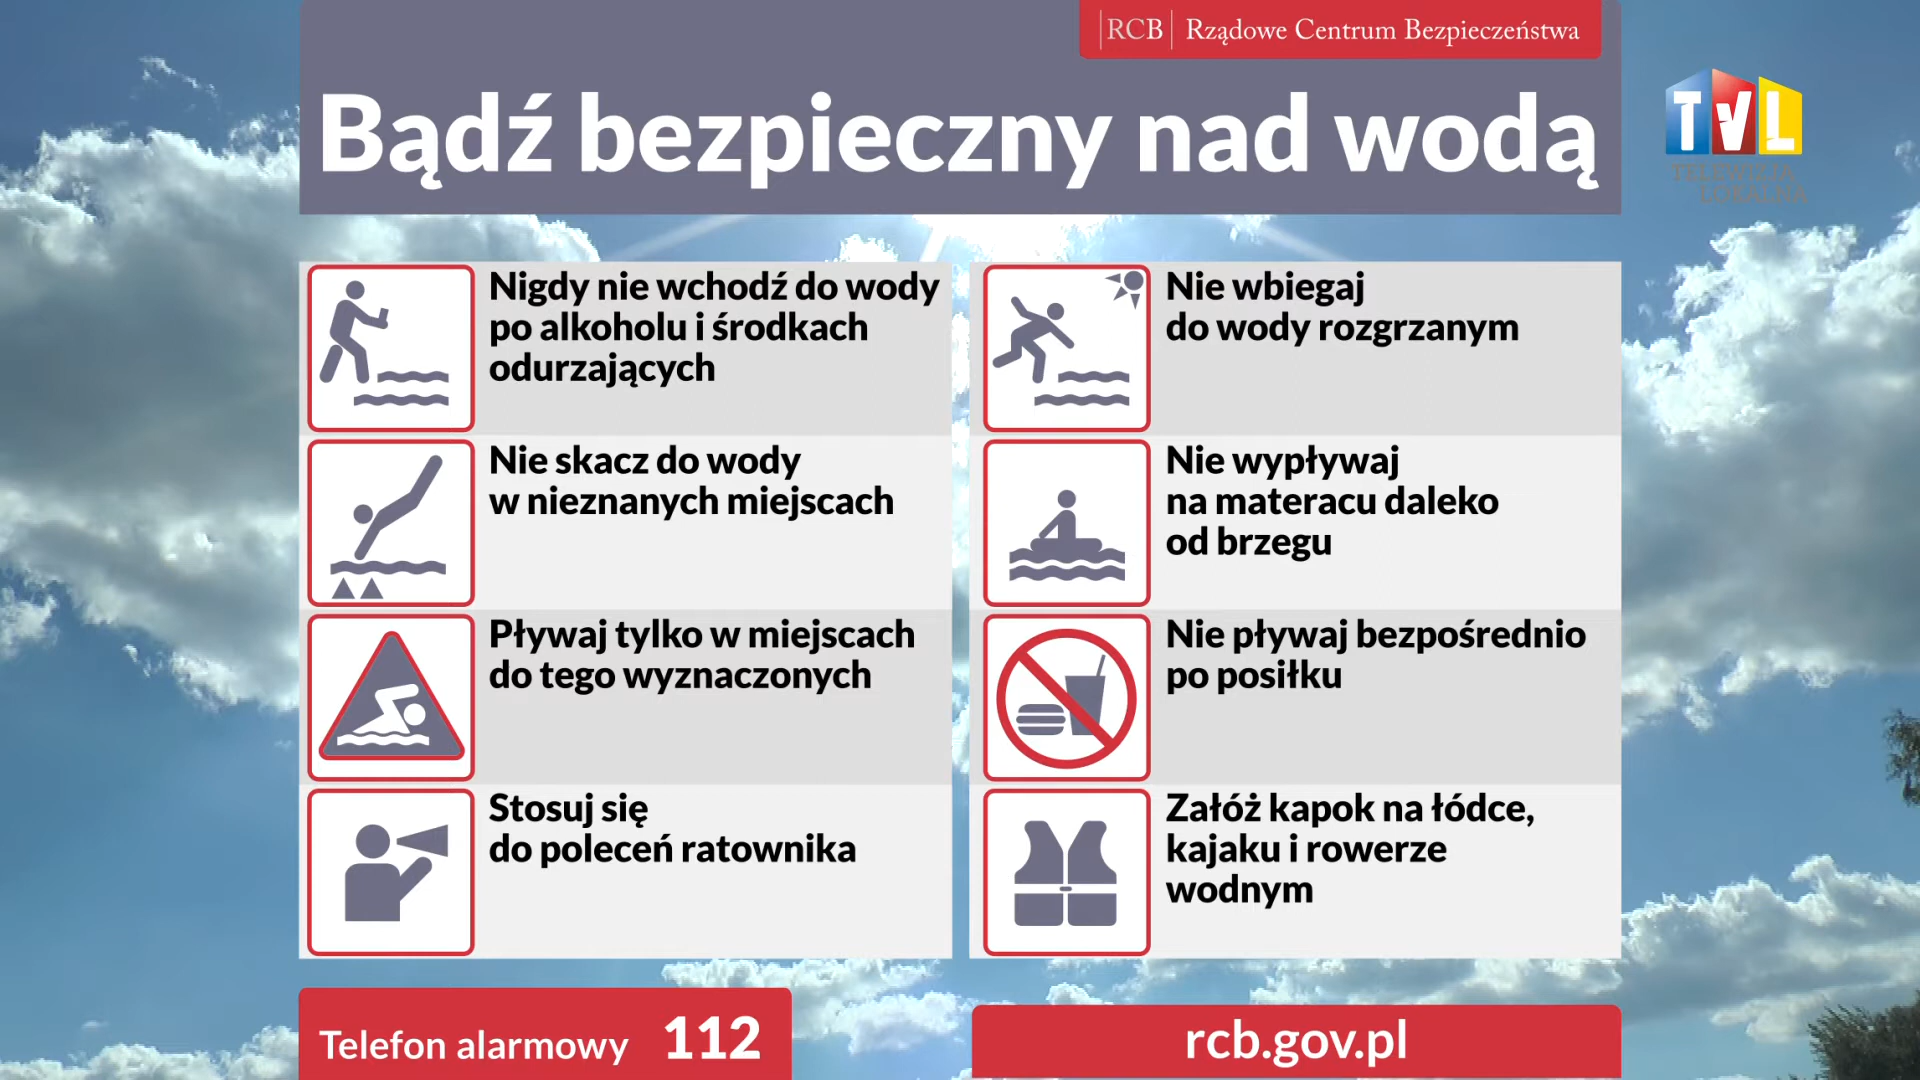 |RCB| Rządowe Centrum Bezpieczeństwa
Bądź bezpieczny nad wodą
TVL
TELEWIZJA
LOKALNA
Nigdy nie wchodź do wody
po alkoholu i środkach
odurzających
Nie skacz do wody
w nieznanych miejscach
Pływaj tylko w miejscach
do tego wyznaczonych
Stosuj się
do poleceń ratownika
Nie wbiegaj
do wody rozgrzanym
Nie wypływaj
na materacu daleko
od brzegu
Nie pływaj bezpośrednio
po posiłku
Załóż kapok na łódce,
kajaku i rowerze
wodnym
Telefon alarmowy 112
rcb.gov.pl